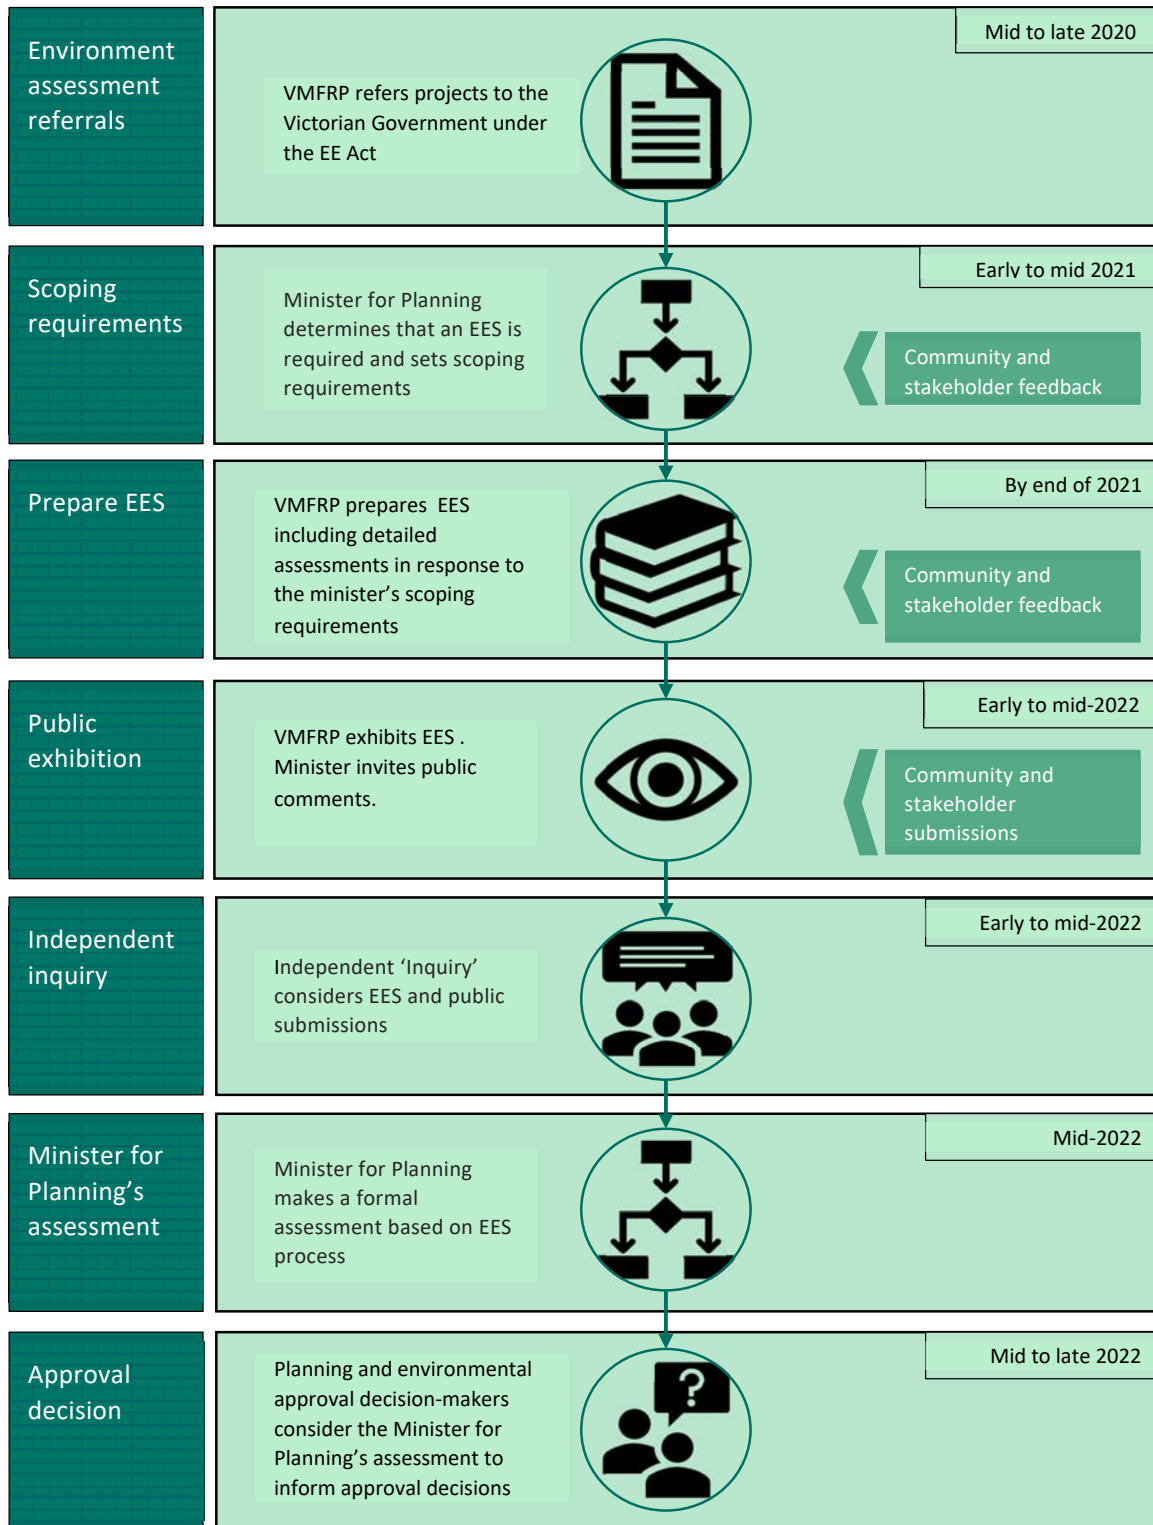 Environment
assessment
referrals
Mid to late 2020
VMFRP refers projects to the
Victorian Government under
the EE Act
Scoping
requirements
Early to mid 2021
Minister for Planning
determines that an EES is
required and sets scoping
requirements
Community and
stakeholder feedback
Prepare EES
By end of 2021
VMFRP prepares  EES
including detailed
assessments in response to
the minister’s scoping
requirements
Community and
stakeholder feedback
Public
exhibition
Early to mid-2022
VMFRP exhibits EES .
Minister invites public
comments.
Community and
stakeholder
submissions
Independent
inquiry
Early to mid-2022
Independent ‘Inquiry’
considers EES and public
submissions
Minister for
Planning’s
assessment
Mid-2022
Minister for Planning
makes a formal
assessment based on EES
process
Approval
decision
Mid to late 2022
Planning and environmental
approval decision-makers
consider the Minister for
Planning’s assessment to
inform approval decisions
?